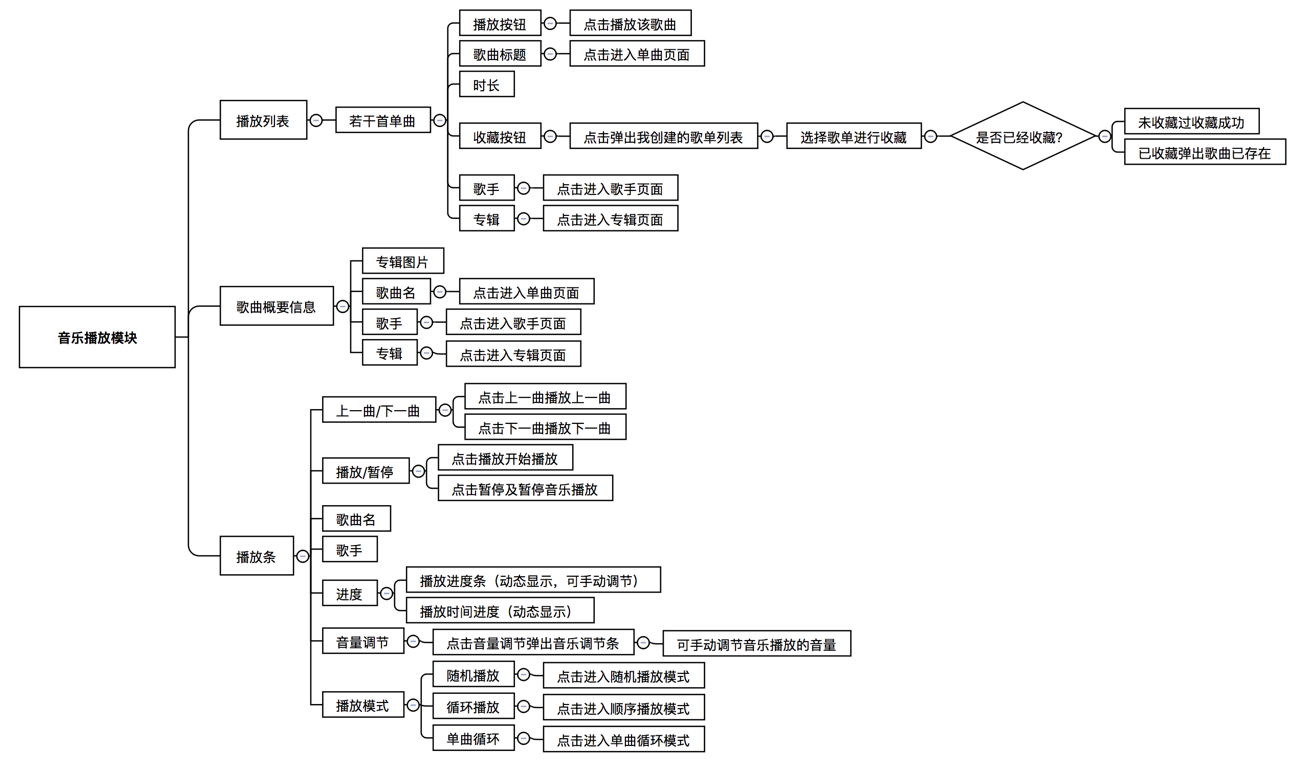 音乐播放模块
播放列表
若干首单曲
播放按钮
点击播放该歌曲
歌曲标题
点击进入单曲页面
时长
收藏按钮
点击弹出我创建的歌单列表
选择歌单进行收藏
是否已经收藏?
未收藏过收藏成功
已收藏弹出歌曲已存在
歌手
点击进入歌手页面
专辑
点击进入专辑页面
歌曲概要信息
专辑图片
歌曲名
点击进入单曲页面
歌手
点击进入歌手页面
专辑
点击进入专辑页面
播放条
上一曲/下一曲
点击上一曲播放上一曲
点击下一曲播放下一曲
播放/暂停
点击播放开始播放
点击暂停及暂停音乐播放
歌曲名
歌手
进度
播放进度条（动态显示，可手动调节）
播放时间进度（动态显示）
音量调节
点击音量调节弹出音乐调节条
可手动调节音乐播放的音量
播放模式
随机播放
点击进入随机播放模式
循环播放
点击进入顺序播放模式
单曲循环
点击进入单曲循环模式